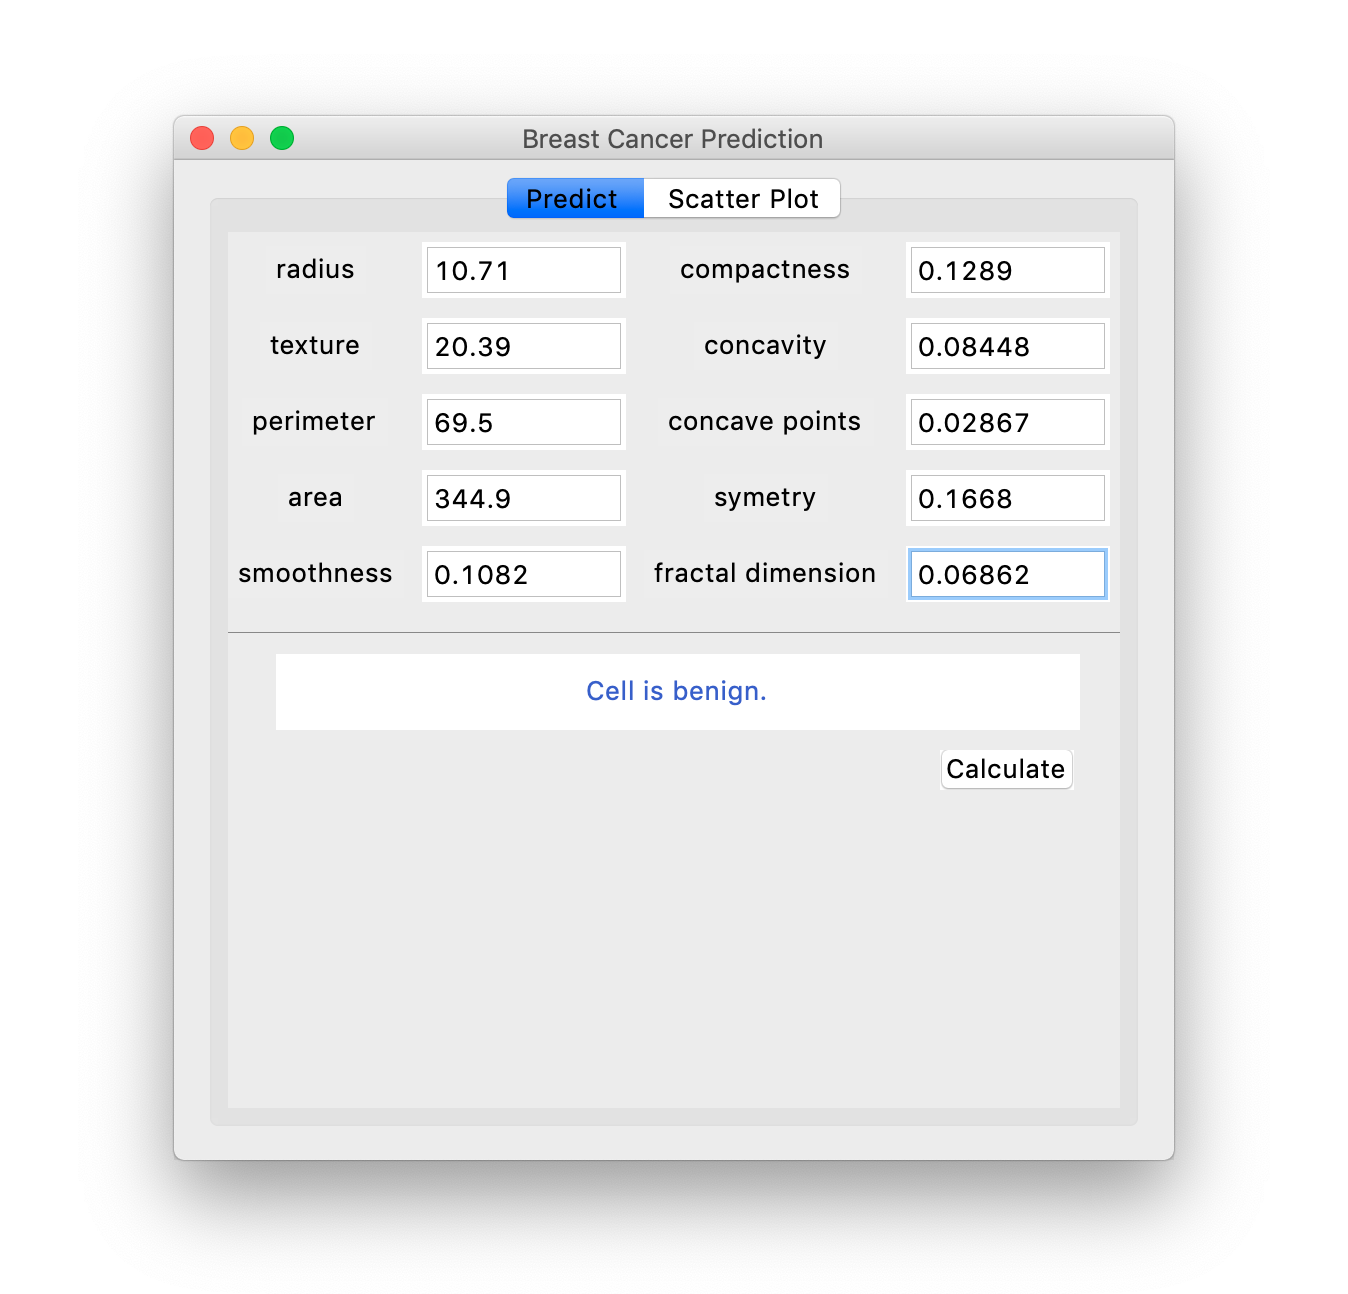 Breast Cancer Prediction
Predict Scatter Plot
radius 10.71 compactness 0.1289
texture 20.39 concavity 0.08448
perimeter 69.5 concave points 0.02867
area 344.9 symetry 0.1668
smoothness 0.1082 fractal dimension 0.06862
Cell is benign.
Calculate